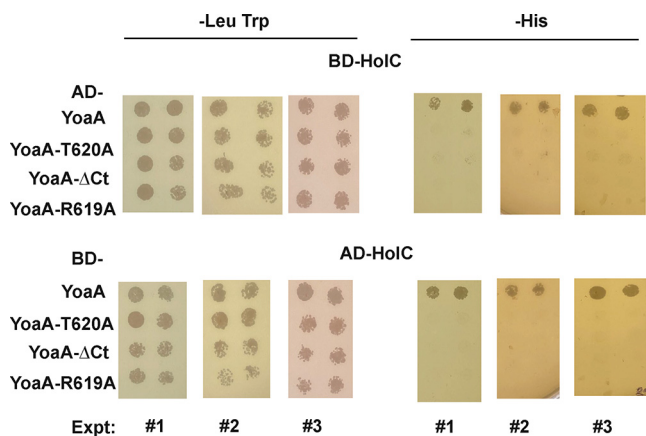 -Leu Trp
-His
BD-HolC
AD-
YoaA
YoaA-T620A
YoaA-ΔCt
YoaA-R619A
BD-
AD-HolC
YoaA
YoaA-T620A
YoaA-ΔCt
YoaA-R619A
Expt: #1 #2 #3 #1 #2 #3